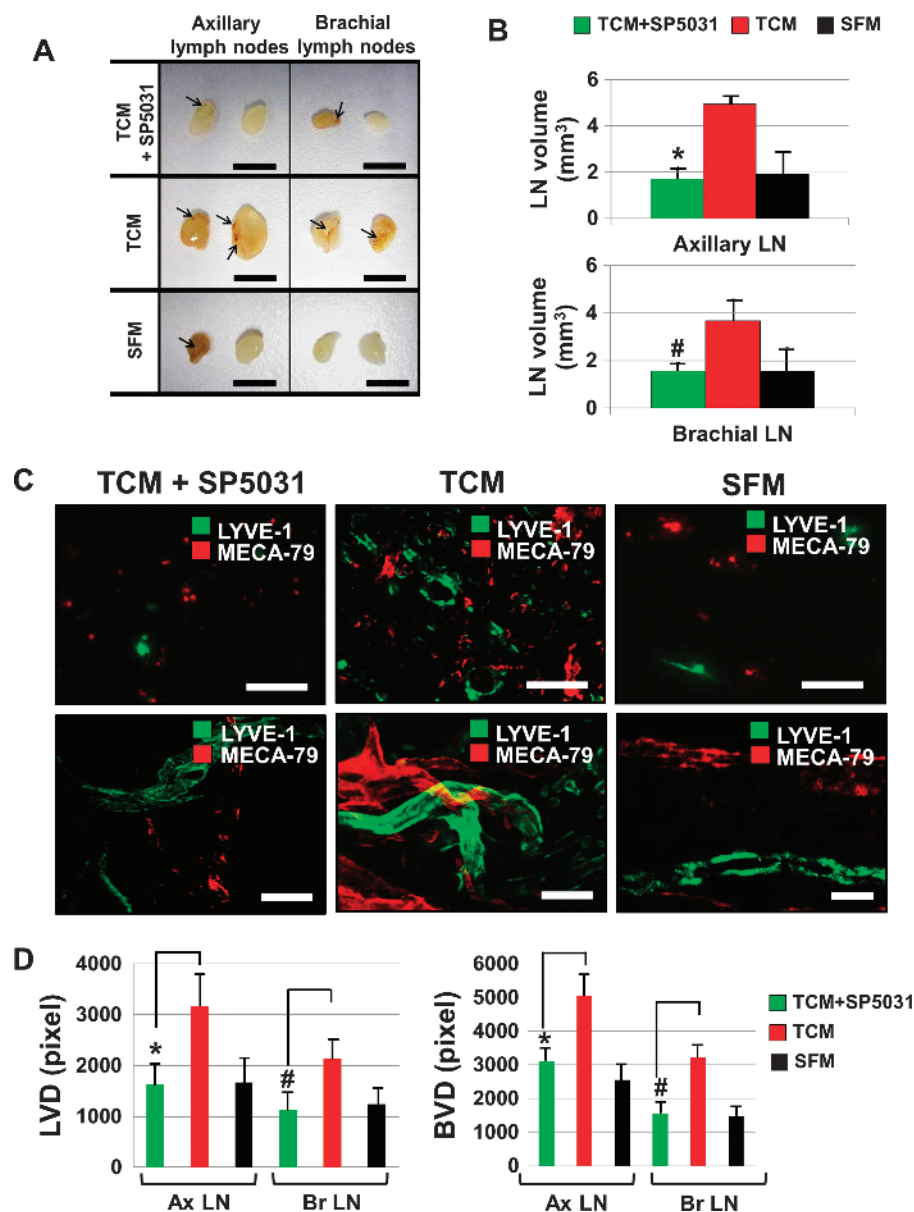 A
Axillary
lymph nodes
Brachial
lymph nodes
TCM
+ SP5031
TCM
SFM
B
TCM+SP5031 TCM SFM
LN volume
(mm³)
6
4
2
0
*
Axillary LN
LN volume
(mm³)
6
4
2
0
#
Brachial LN
C
TCM + SP5031
TCM
SFM
LYVE-1
MECA-79
LYVE-1
MECA-79
LYVE-1
MECA-79
LYVE-1
MECA-79
LYVE-1
MECA-79
LYVE-1
MECA-79
D
LVD (pixel)
4000
3000
2000
1000
0
*
#
Ax LN
Br LN
BVD (pixel)
6000
5000
4000
3000
2000
1000
0
*
#
Ax LN
Br LN
TCM+SP5031
TCM
SFM